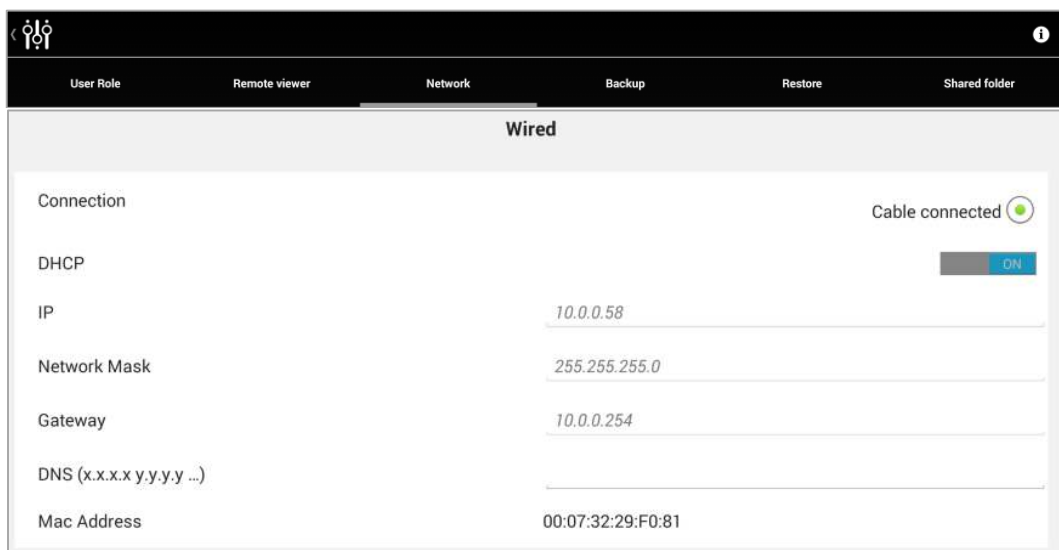 User Role Remote viewer Network Backup Restore Shared folder
Wired
Connection Cable connected
DHCP ON
IP 10.0.0.58
Network Mask 255.255.255.0
Gateway 10.0.0.254
DNS (x.x.x.x y.y.y.y ...)
Mac Address 00:07:32:29:F0:81